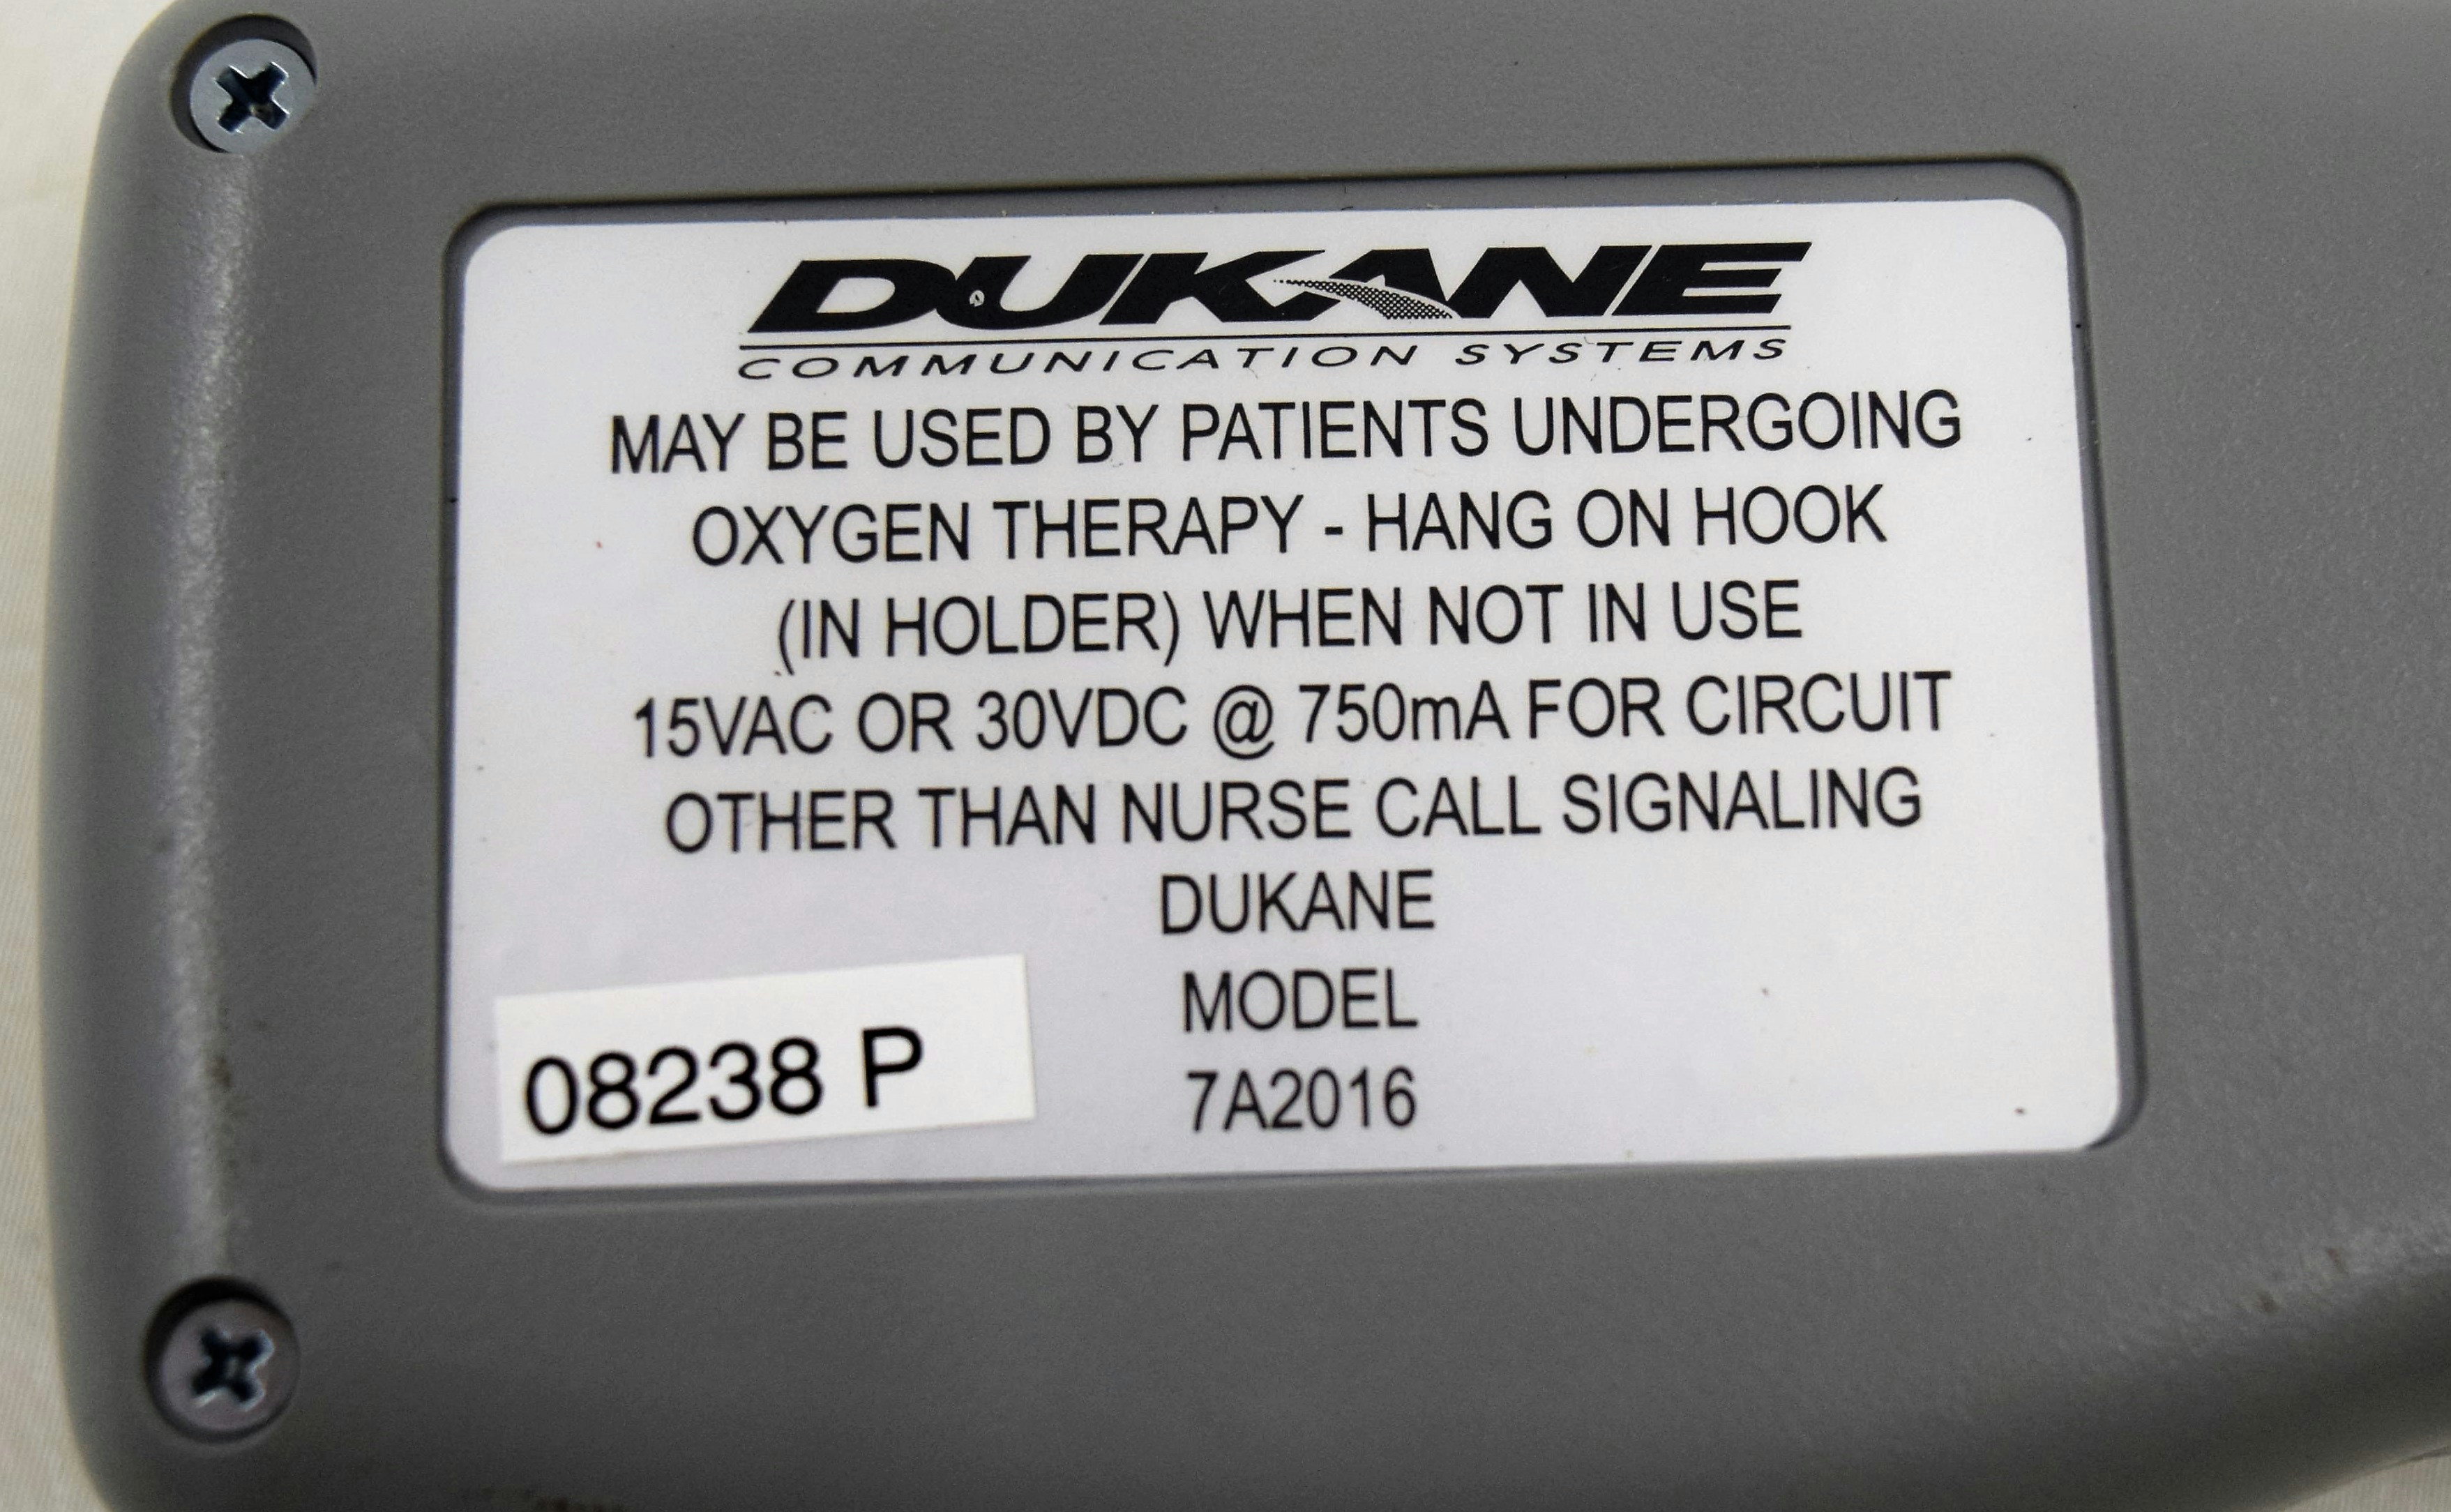 DUKANE
COMMUNICATION SYSTEMS
MAY BE USED BY PATIENTS UNDERGOING
OXYGEN THERAPY - HANG ON HOOK
(IN HOLDER) WHEN NOT IN USE
15VAC OR 30VDC @ 750mA FOR CIRCUIT
OTHER THAN NURSE CALL SIGNALING
DUKANE
MODEL
7A2016
08238 P